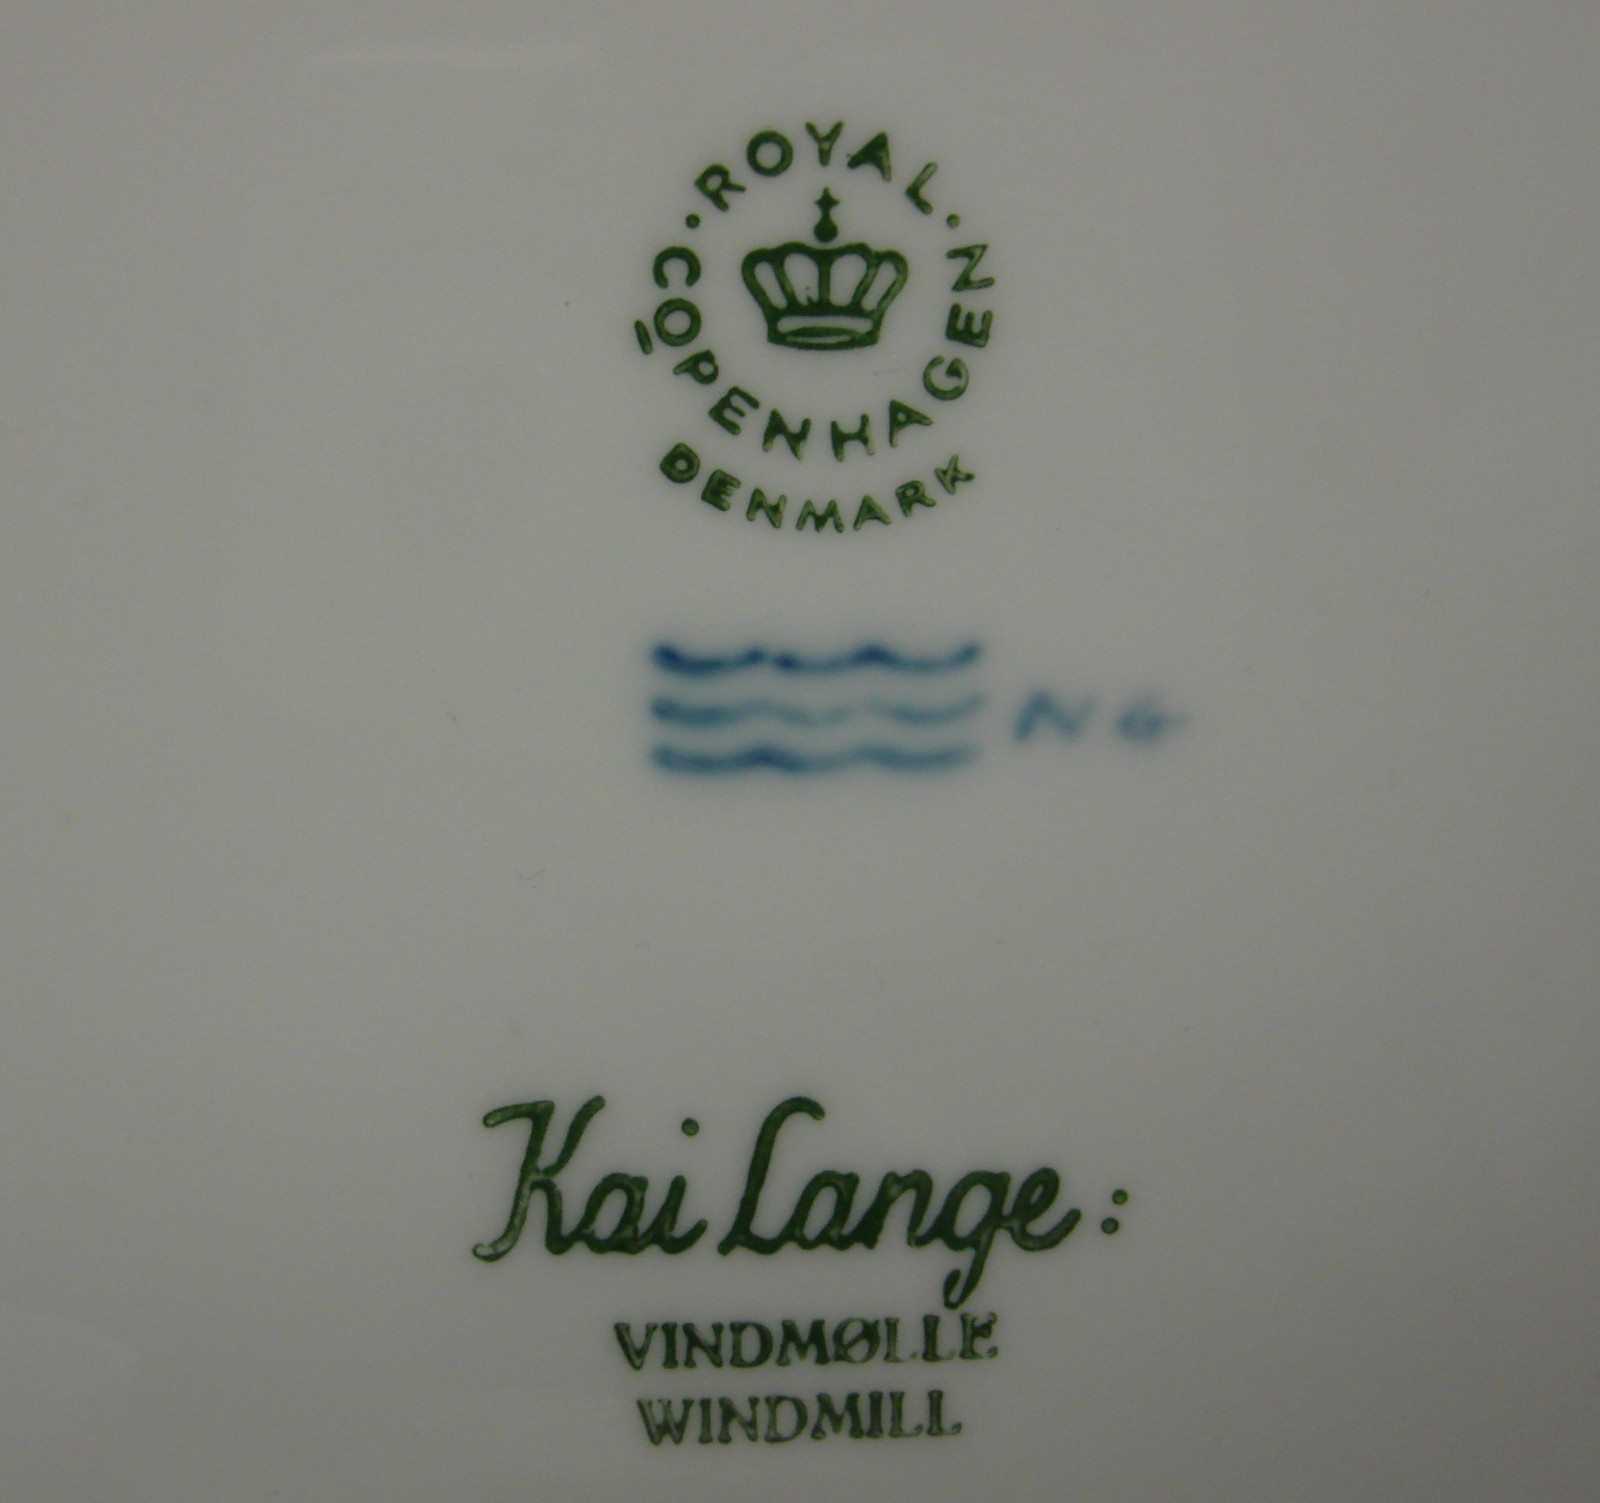 ROYAL
COPENHAGEN
DENMARK
Kai Lange:
VINDMØLLE
WINDMILL